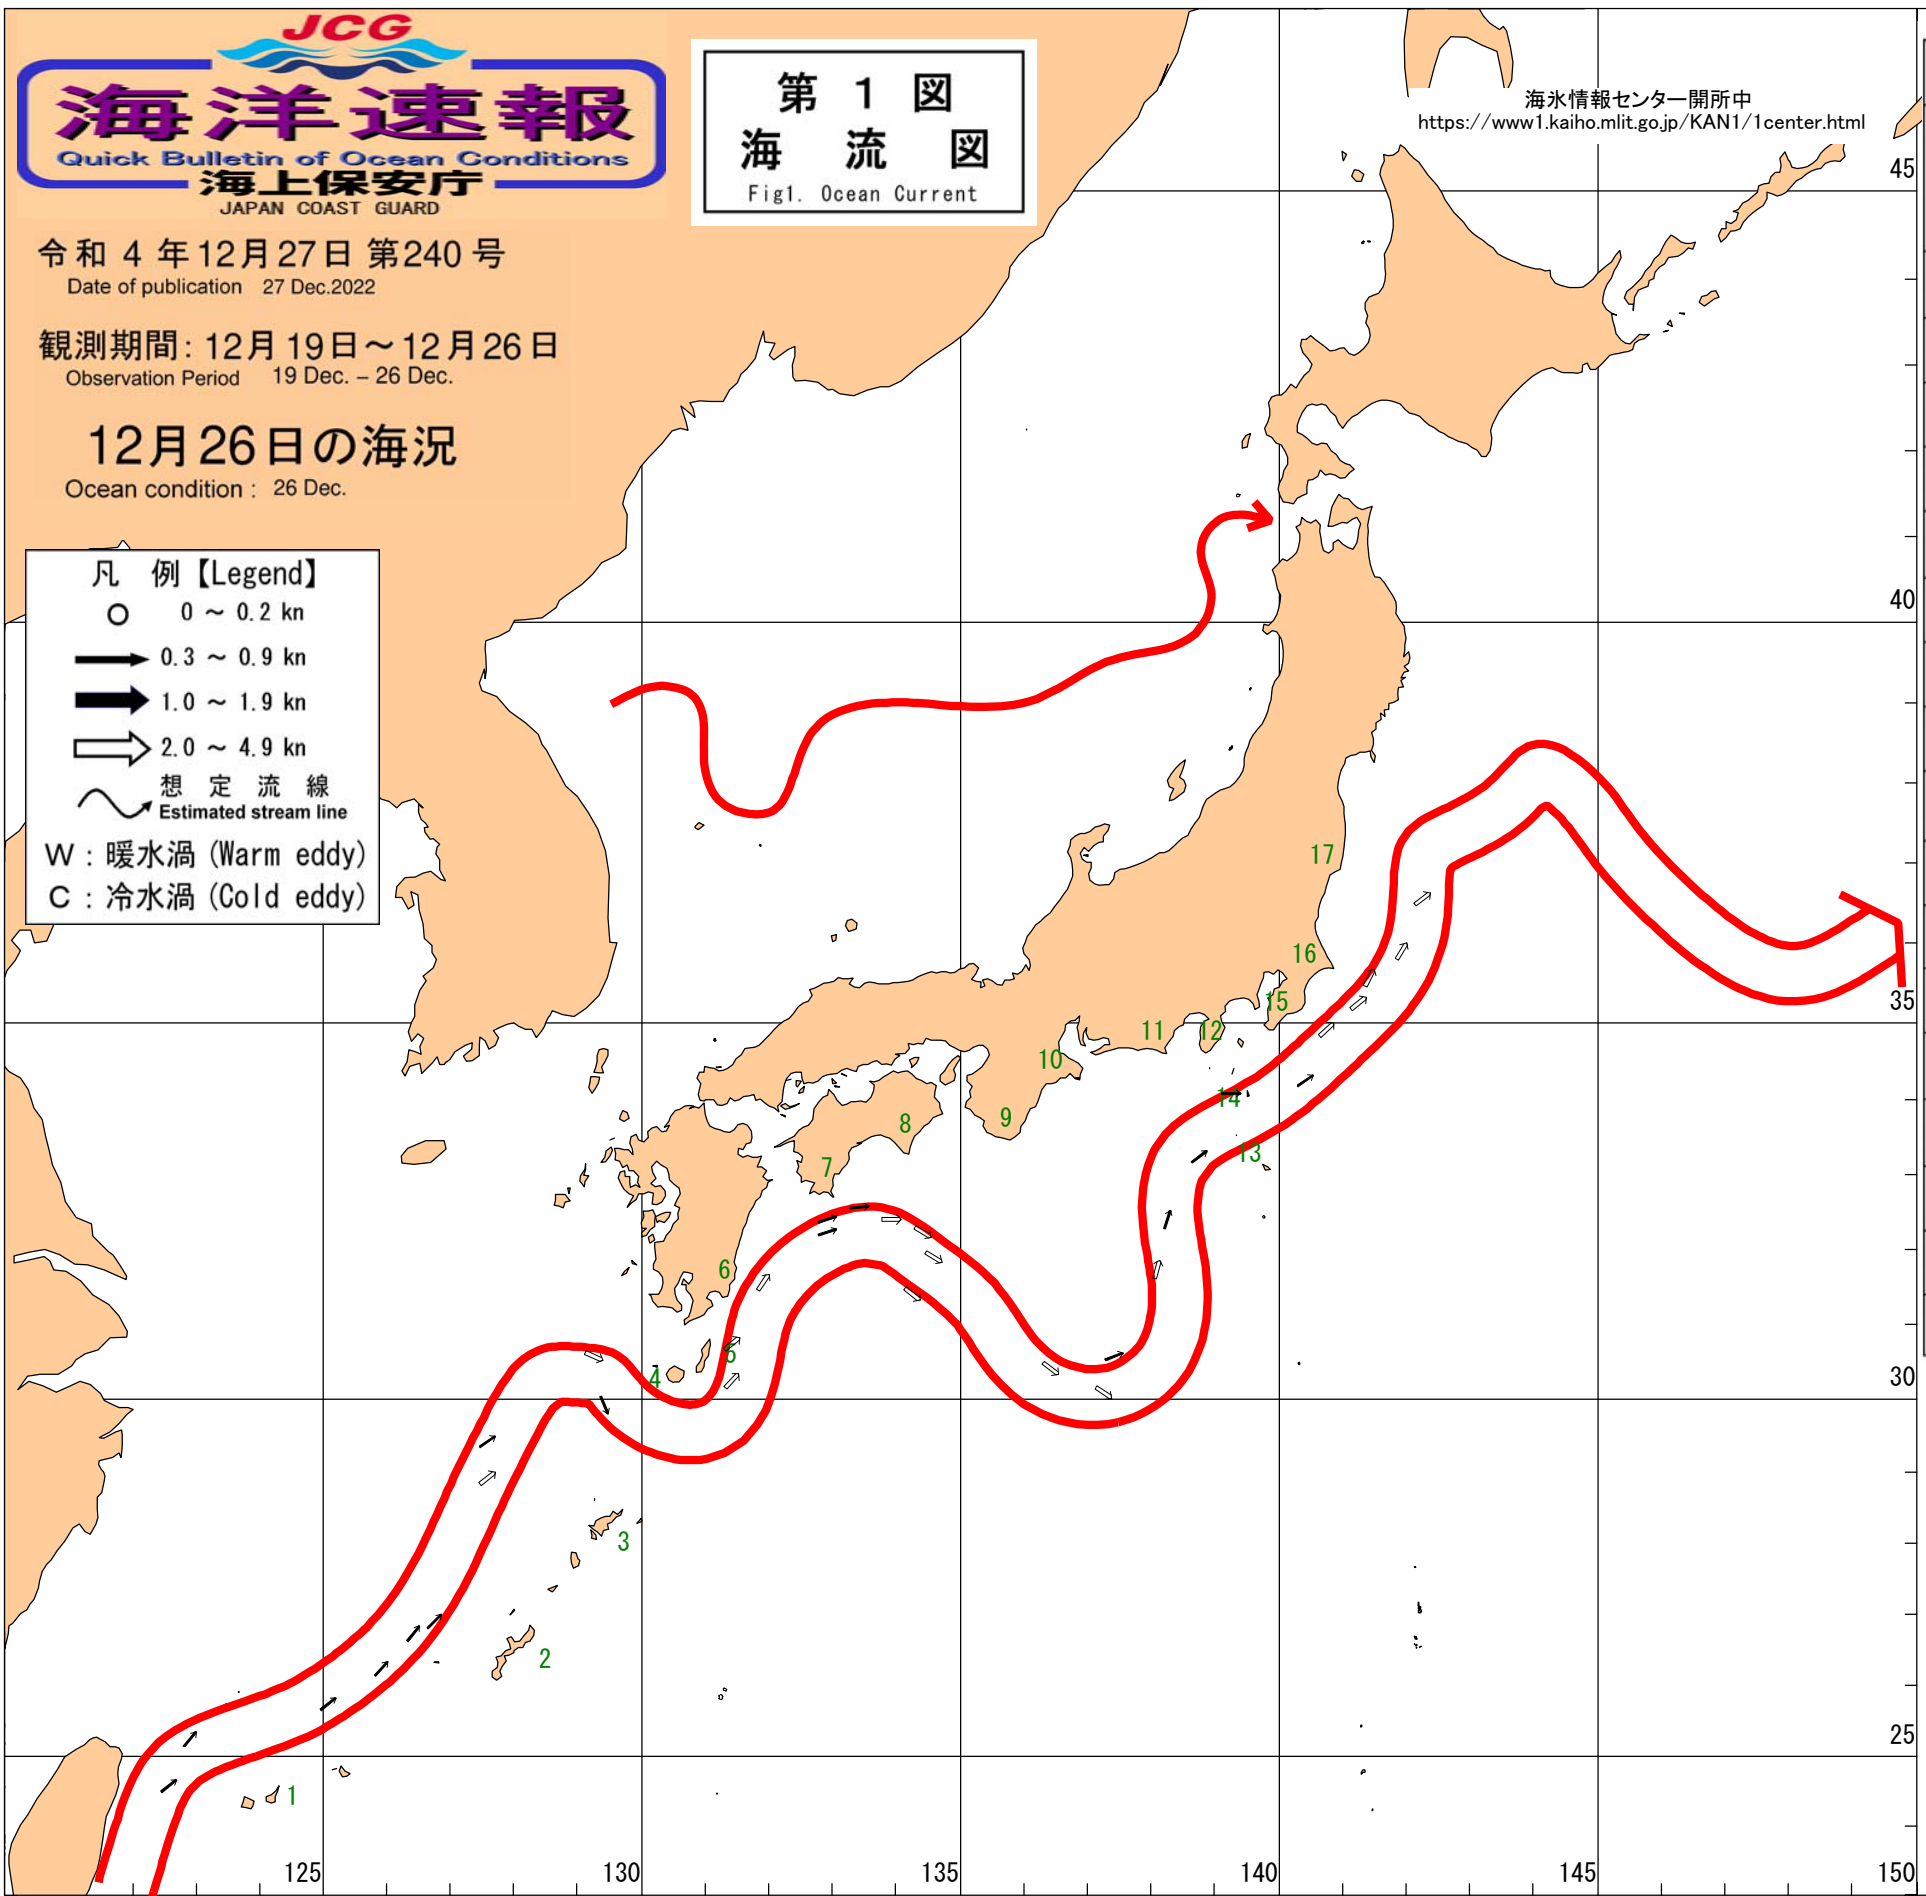 JCG
海洋速報
Quick Bulletin of Ocean Conditions
海上保安庁
JAPAN COAST GUARD
令和 4 年12月27日 第240 号
Date of publication 27 Dec.2022
観測期間: 12月19日～12月26日
Observation Period 19 Dec. – 26 Dec.
12月26日の海況
Ocean condition : 26 Dec.
第 1 図
海 流 図
Fig1. Ocean Current
海氷情報センター開所中
https://www1.kaiho.mlit.go.jp/KAN1/1center.html
凡 例【Legend】
0 ～ 0.2 kn
0.3 ～ 0.9 kn
1.0 ～ 1.9 kn
2.0 ～ 4.9 kn
想 定 流 線
Estimated stream line
W : 暖水渦 (Warm eddy)
C : 冷水渦 (Cold eddy)
45
40
17
16
15
35
12
11
10
14
9
8
13
7
6
5
4
30
3
2
25
1
125
130
135
140
145
150